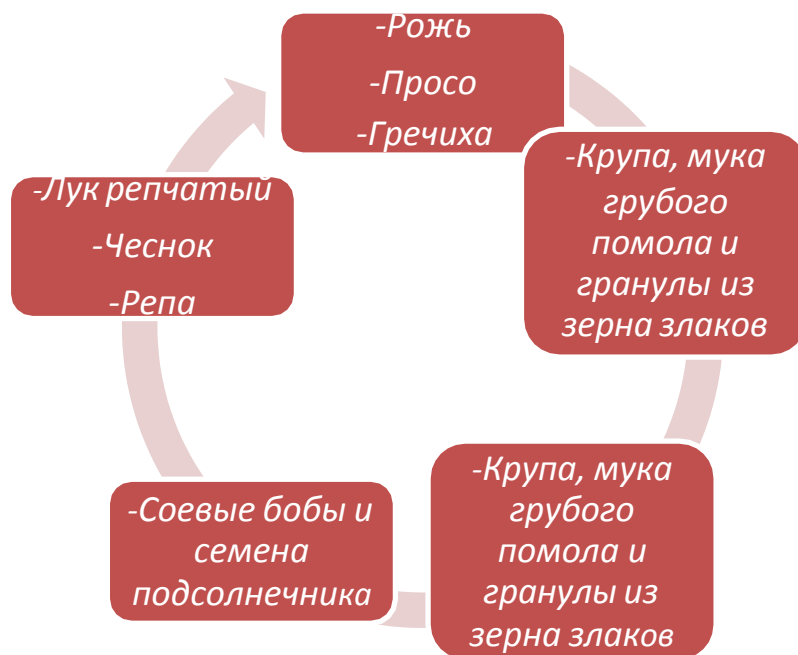 -Рожь
-Просо
-Гречиха
-Крупа, мука
грубого
помола и
гранулы из
зерна злаков
-Крупа, мука
грубого
помола и
гранулы из
зерна злаков
-Соевые бобы и
семена
подсолнечника
-Лук репчатый
-Чеснок
-Репа